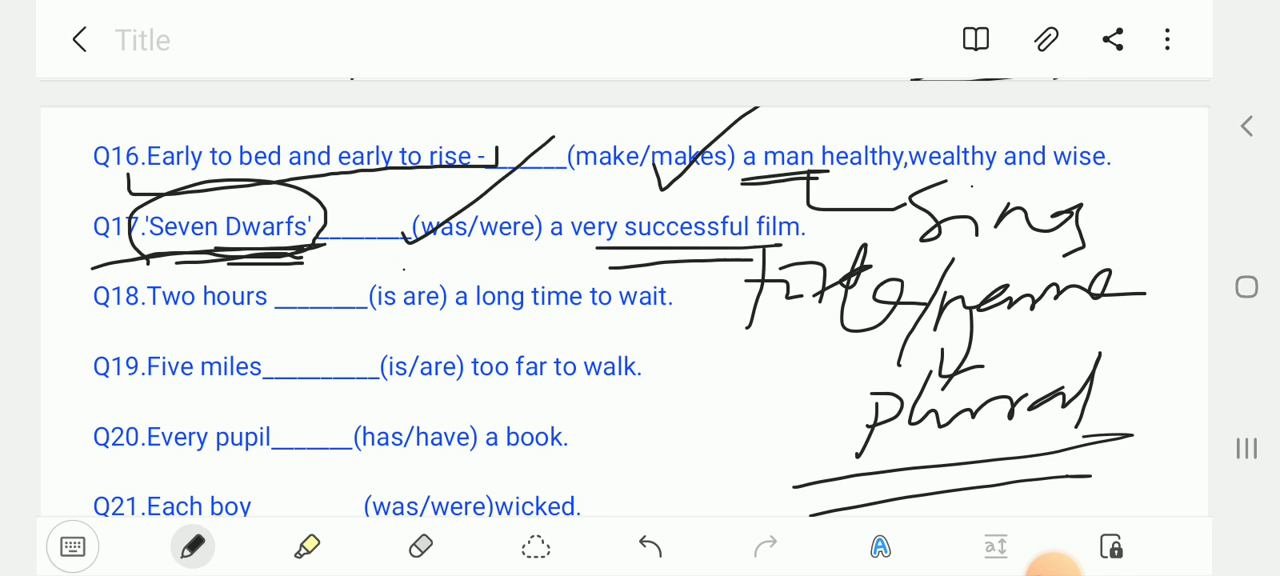 Title
Q16.Early to bed and early to rise -______(make/makes) a man healthy,wealthy and wise.
Sing
Q17.'Seven Dwarfs'_______(was/were) a very successful film.
Title/name
Q18.Two hours _______(is are) a long time to wait.
Q19.Five miles_________(is/are) too far to walk.
plural
Q20.Every pupil______(has/have) a book.
Q21.Each boy (was/were)wicked.